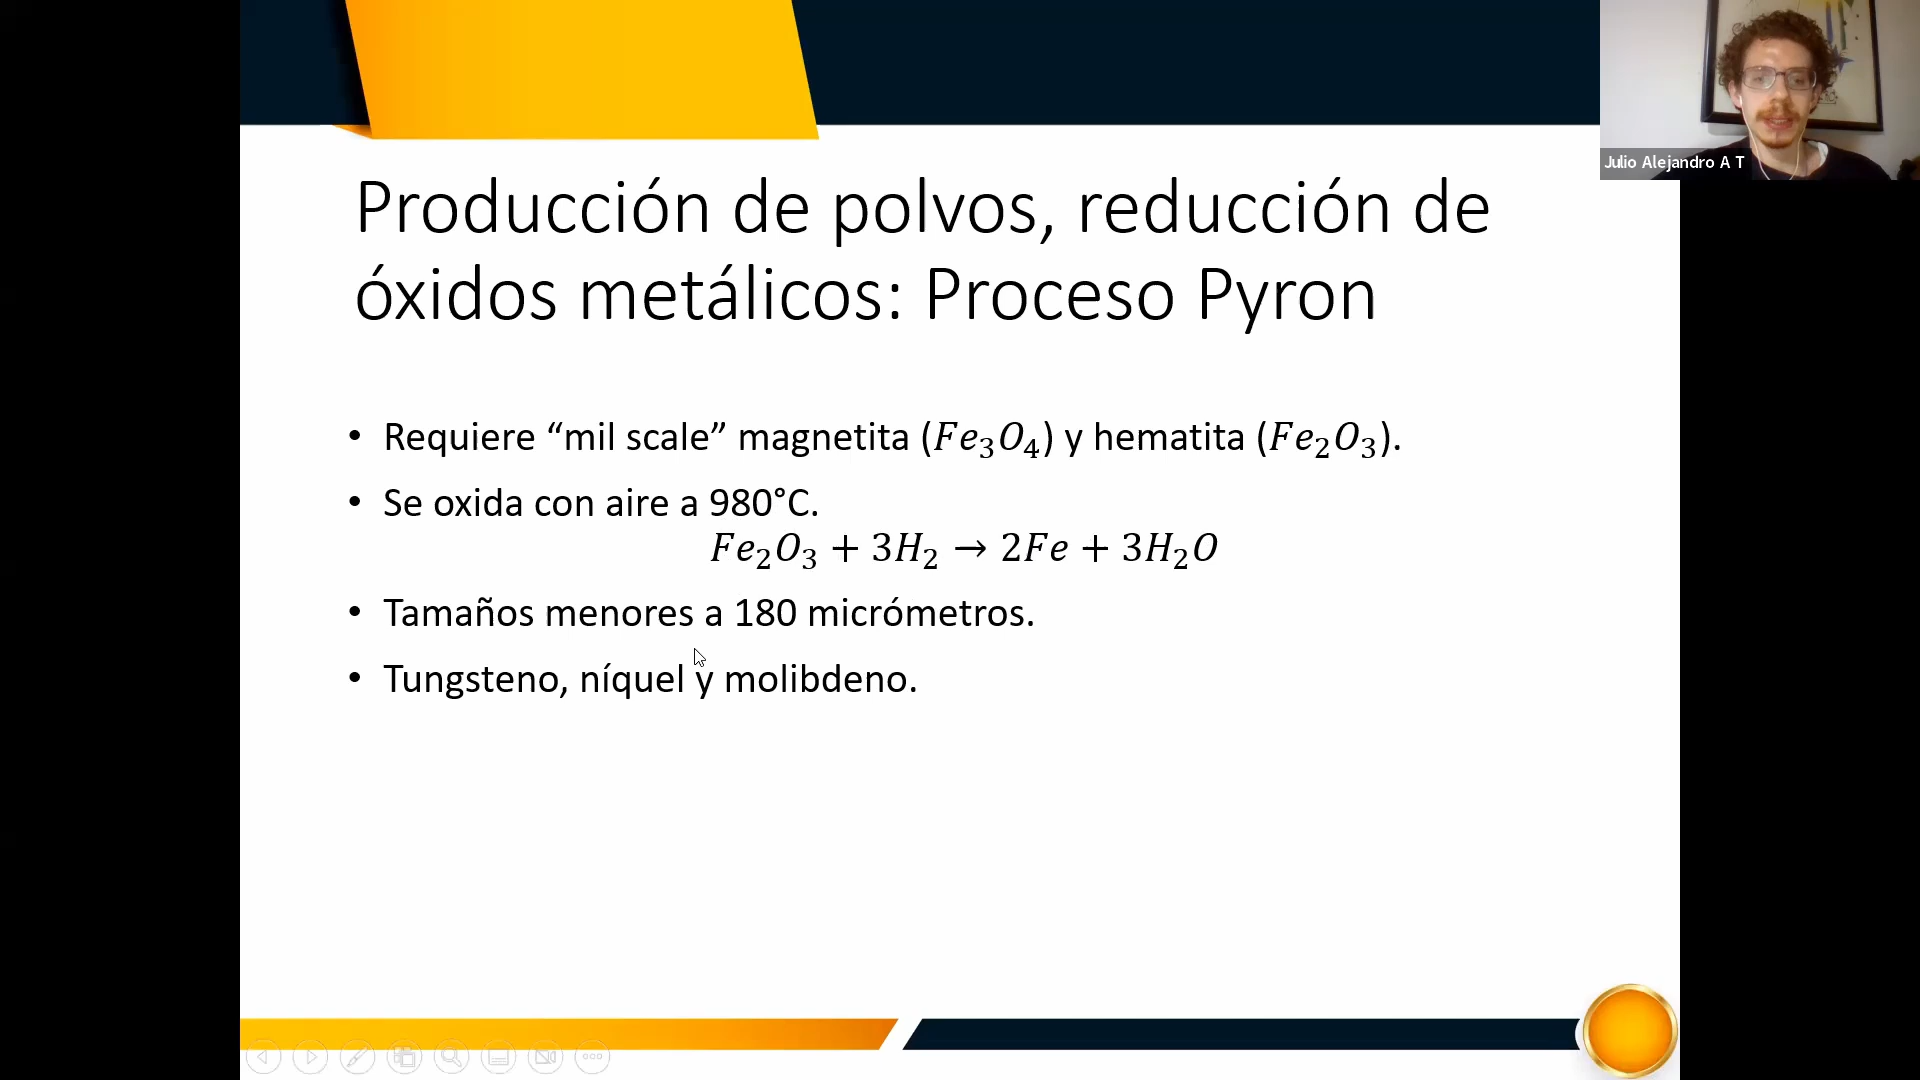 Julio Alejandro A T
Producción de polvos, reducción de
óxidos metálicos: Proceso Pyron
• Requiere “mil scale” magnetita (Fe₃O₄) y hematita (Fe₂O₃).
• Se oxida con aire a 980°C.
Fe₂O₃ + 3H₂ → 2Fe + 3H₂O
• Tamaños menores a 180 micrómetros.
• Tungsteno, níquel y molibdeno.